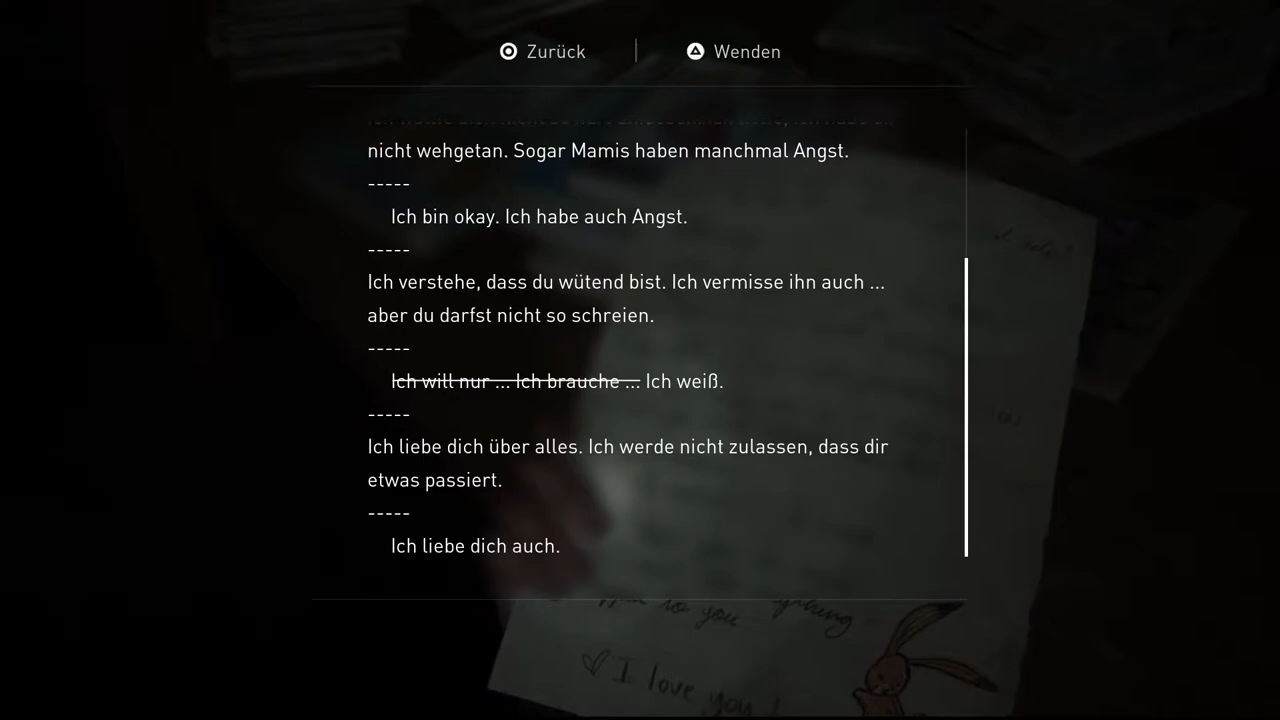 Zurück
Wenden
nicht wehgetan. Sogar Mamis haben manchmal Angst.
-----
Ich bin okay. Ich habe auch Angst.
-----
Ich verstehe, dass du wütend bist. Ich vermisse ihn auch ...
aber du darfst nicht so schreien.
-----
Ich will nur ... Ich brauche ... Ich weiß.
-----
Ich liebe dich über alles. Ich werde nicht zulassen, dass dir
etwas passiert.
-----
Ich liebe dich auch.
to you
I love you!